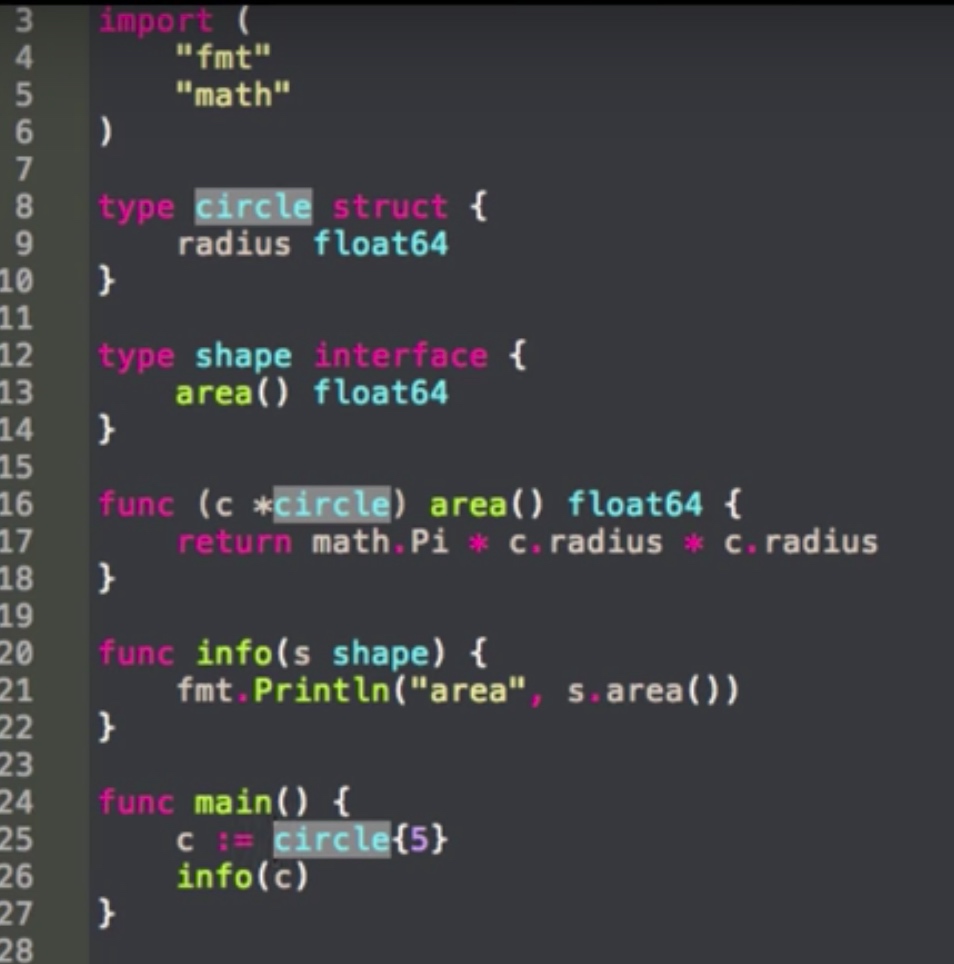 3 import (
4     "fmt"
5     "math"
6 )
7
8 type circle struct {
9     radius float64
10 }
11
12 type shape interface {
13     area() float64
14 }
15
16 func (c *circle) area() float64 {
17     return math.Pi * c.radius * c.radius
18 }
19
20 func info(s shape) {
21     fmt.Println("area", s.area())
22 }
23
24 func main() {
25     c := circle{5}
26     info(c)
27 }
28